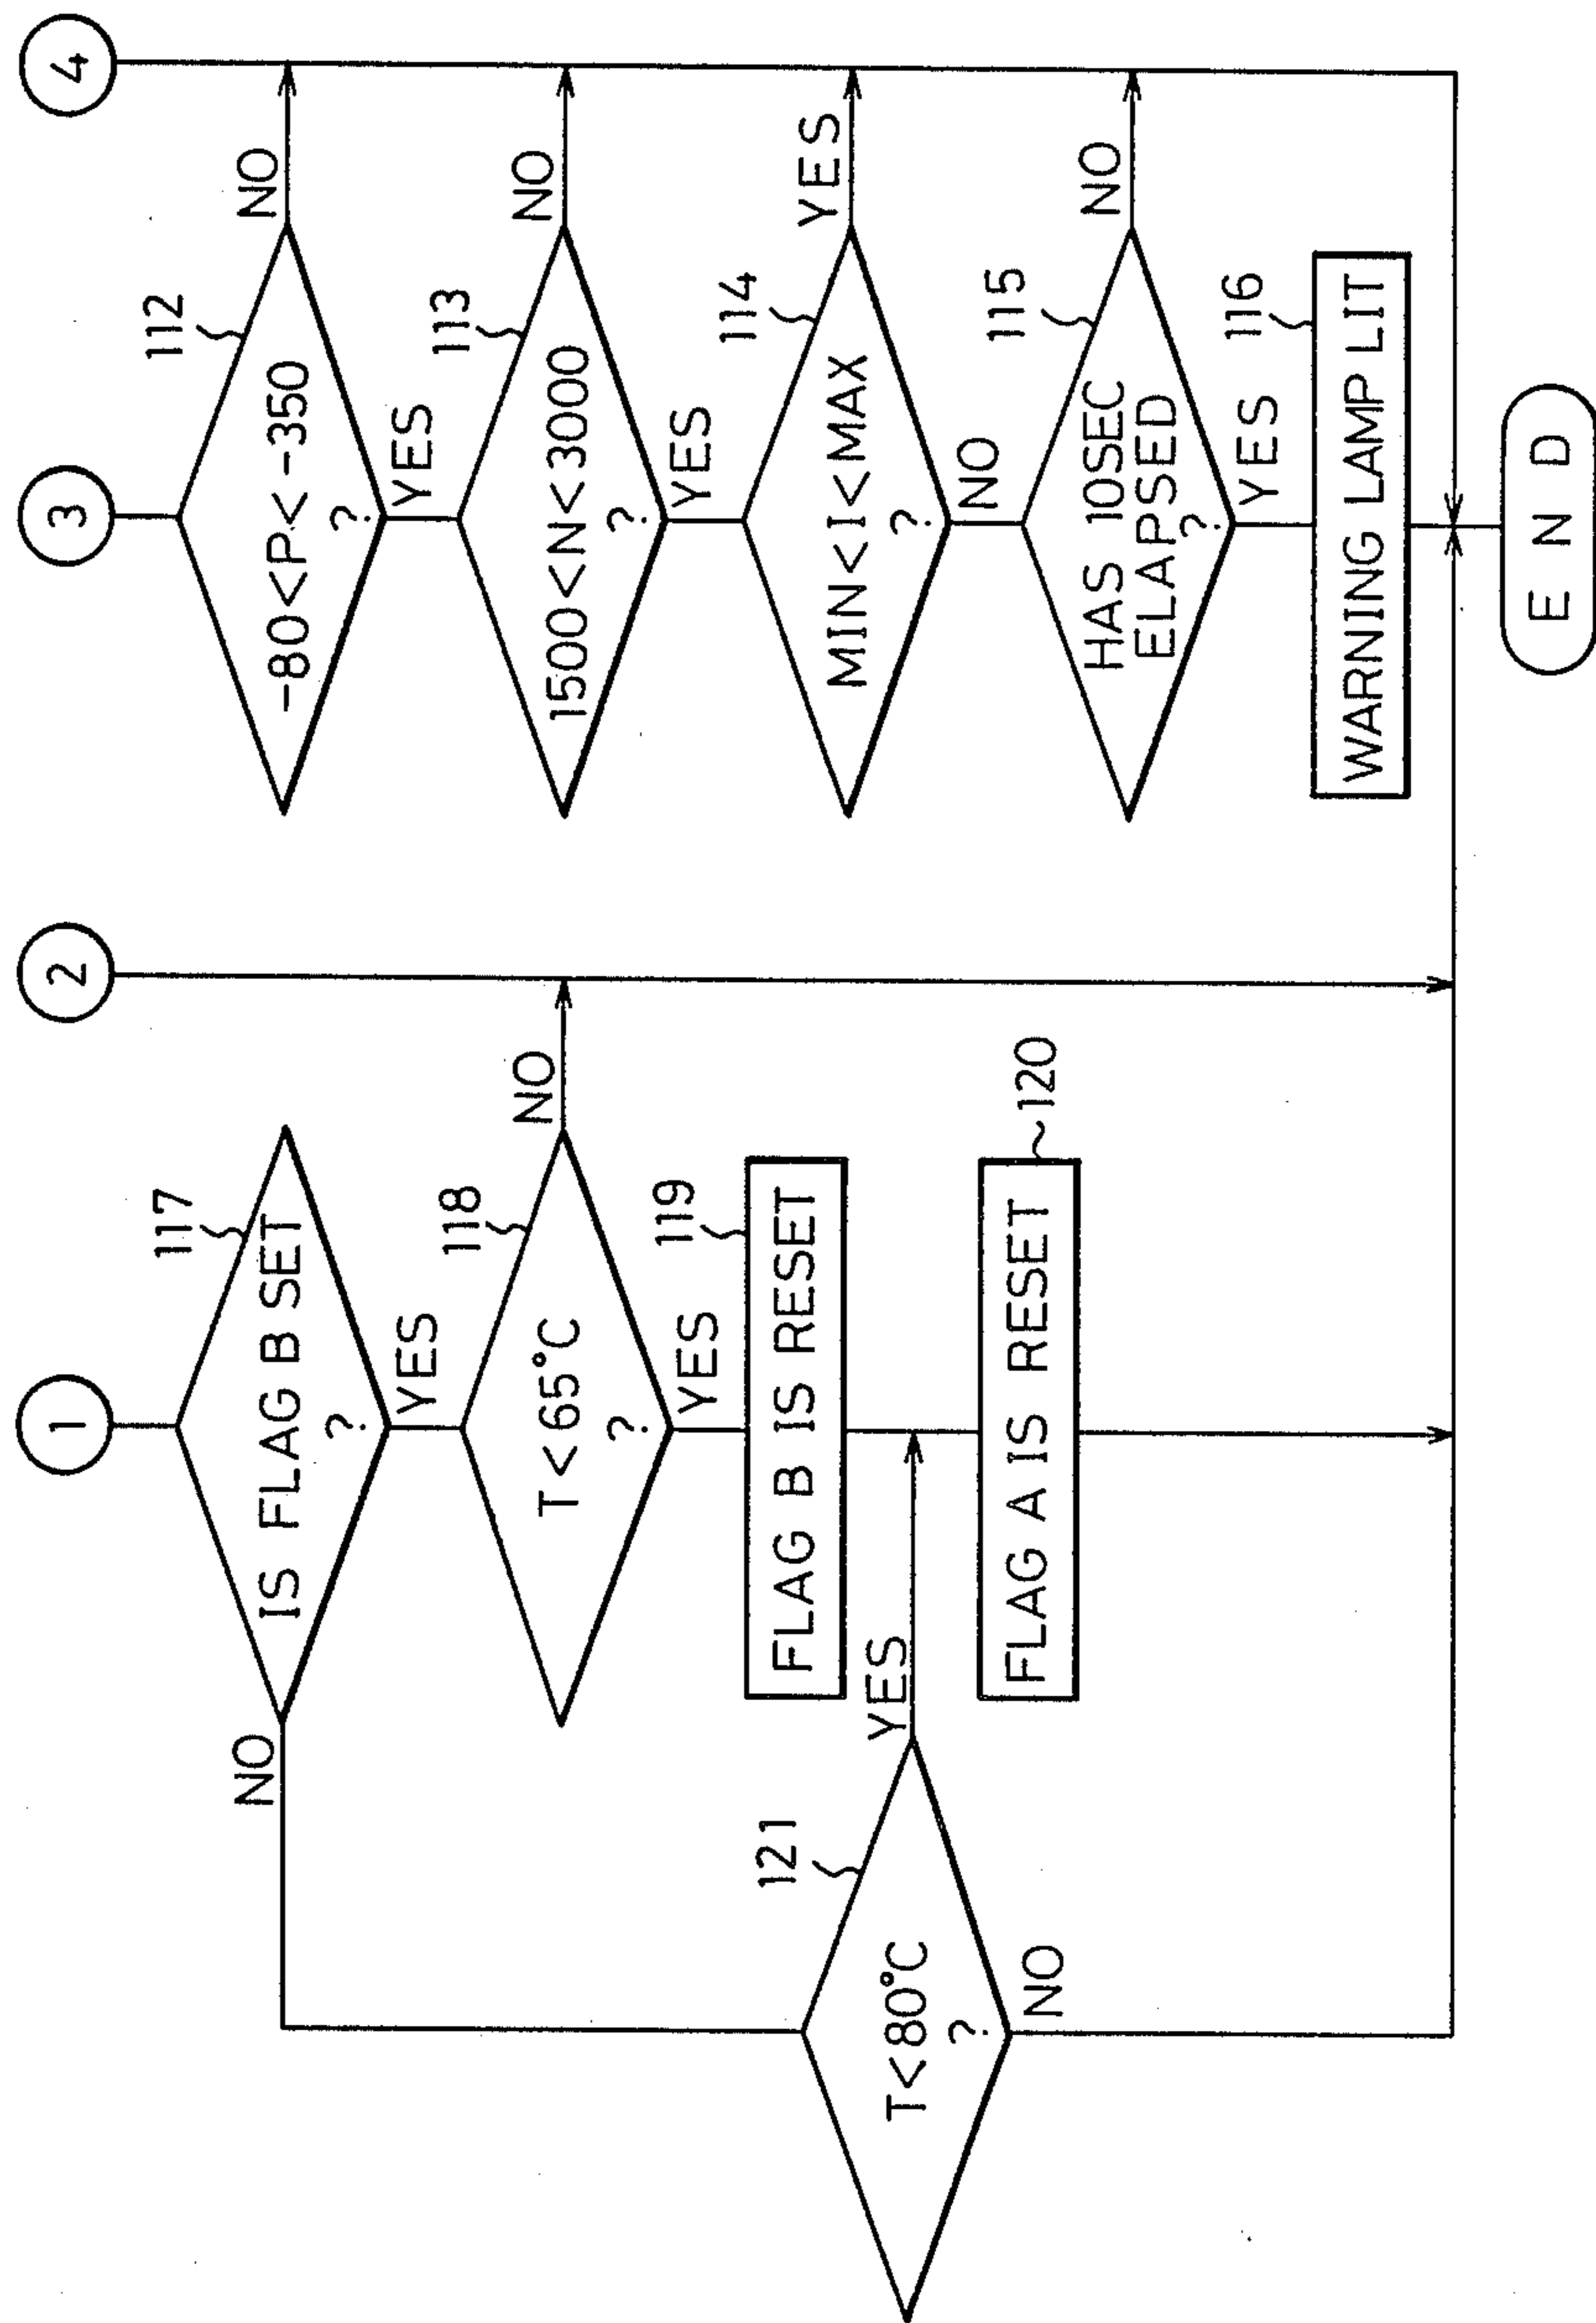 1
2
3
4
117
IS FLAG B SET
?
NO
YES
118
T<65°C
?
NO
YES
119
FLAG B IS RESET
121
T<80°C
?
YES
NO
FLAG A IS RESET
120
112
-80<P<-350
?
NO
YES
113
1500<N<3000
?
NO
YES
114
MIN<I<MAX
?
YES
NO
115
HAS 10SEC
ELAPSED
?
NO
YES
116
WARNING LAMP LIT
END